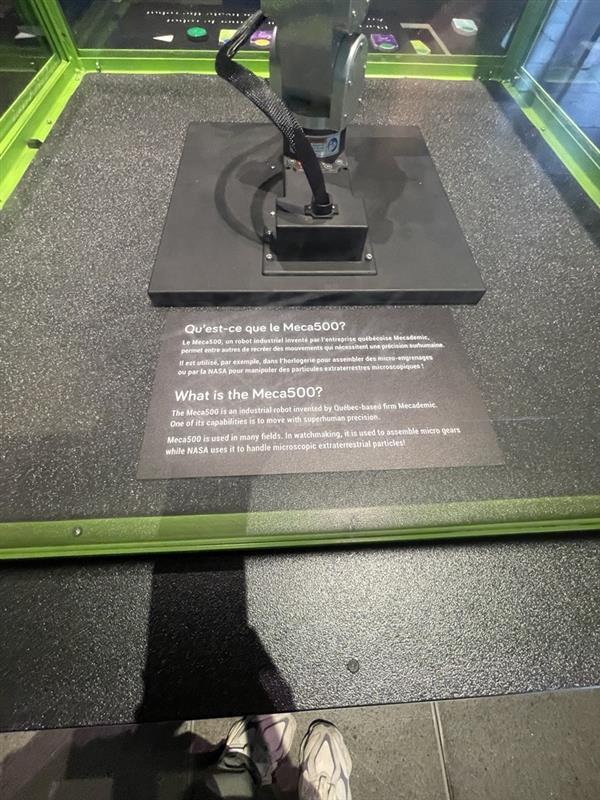 Qu'est-ce que le Meca500?
Le Meca500, un robot industriel inventé par l'entreprise québécoise Mecademic,
permet entre autres de recréer des mouvements qui nécessitent une précision surhumaine.
Il est utilisé, par exemple, dans l'horlogerie pour assembler des micro-engrenages
ou par la NASA pour manipuler des particules extraterrestres microscopiques!
What is the Meca500?
The Meca500 is an industrial robot invented by Québec-based firm Mecademic.
One of its capabilities is to move with superhuman precision.
Meca500 is used in many fields. In watchmaking, it is used to assemble micro gears
while NASA uses it to handle microscopic extraterrestrial particles!